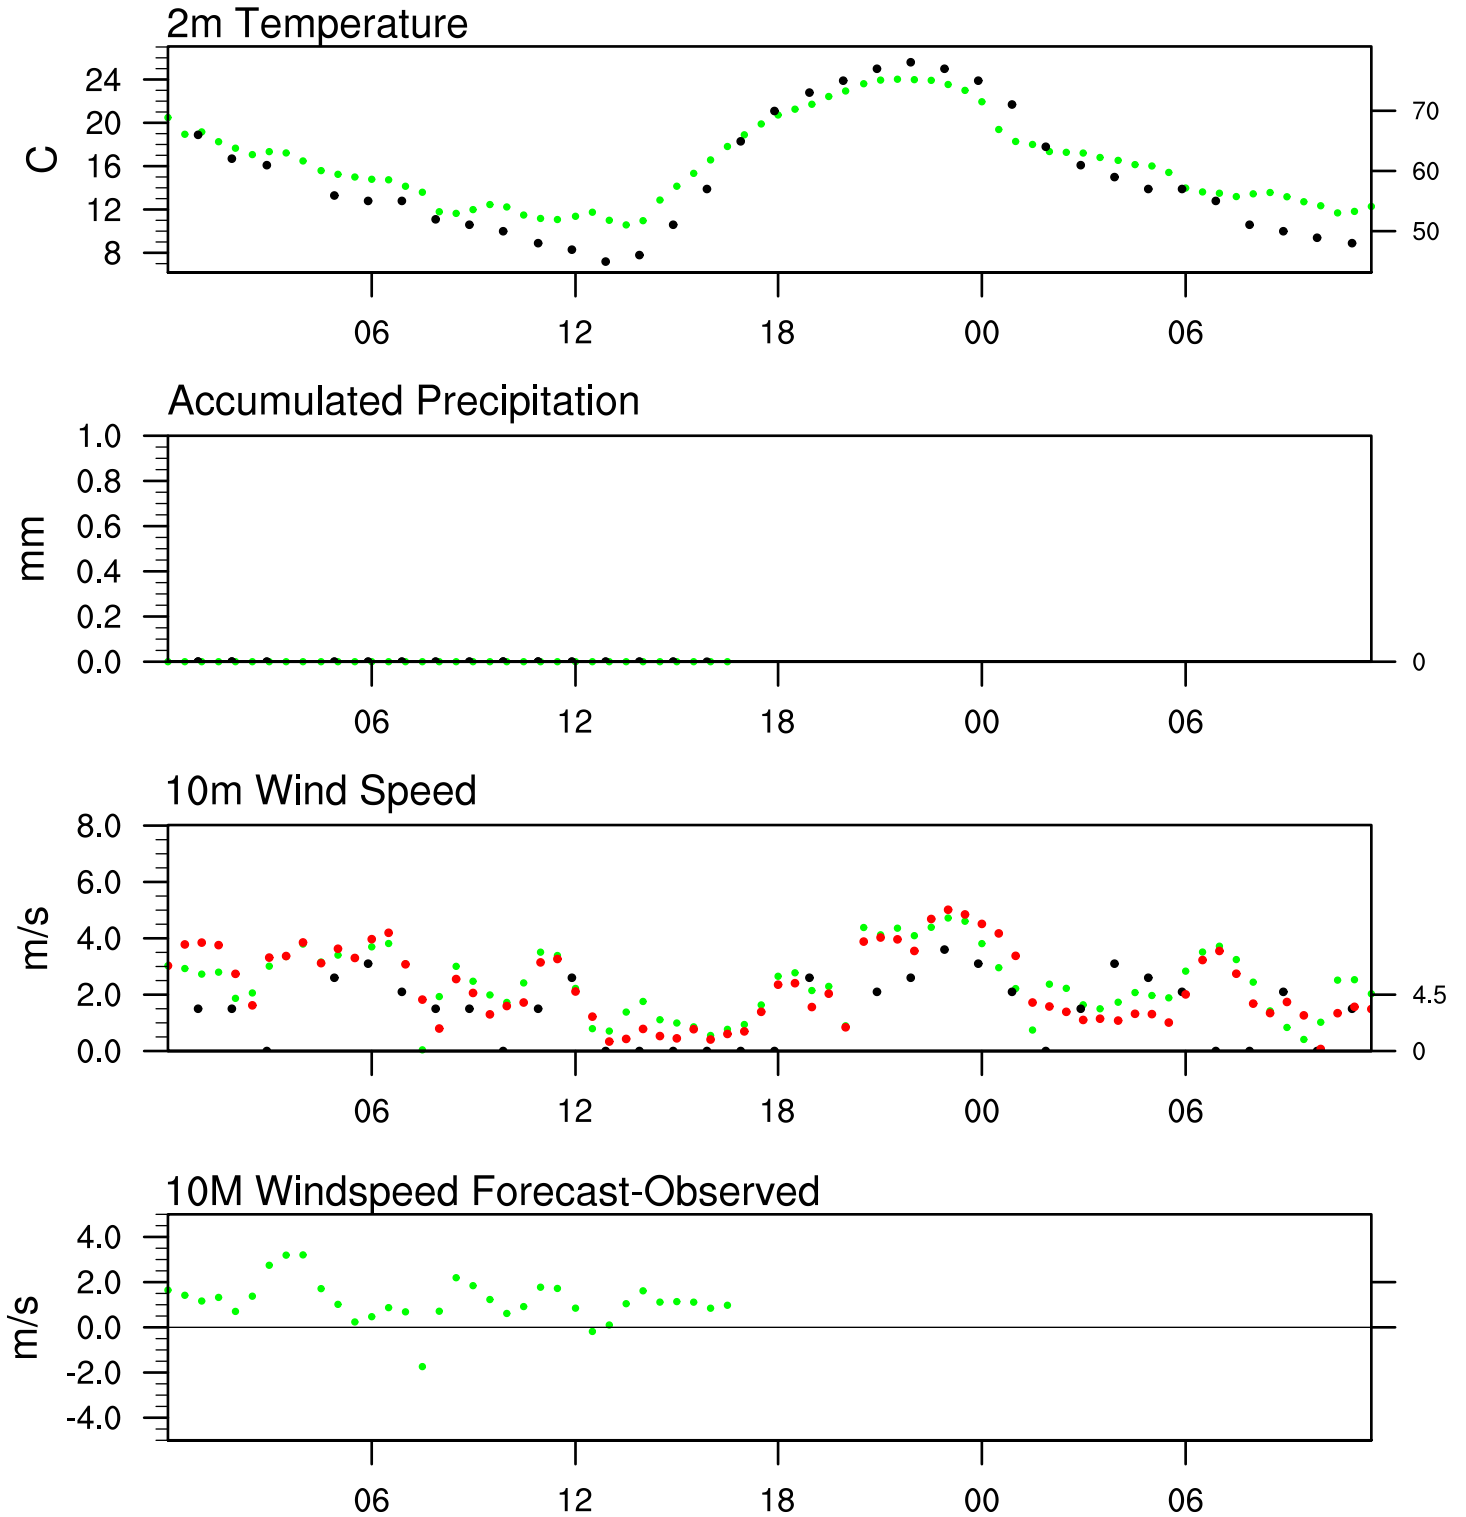 2m Temperature
24
20
16
12
8
C
70
60
50
06 12 18 00 06
Accumulated Precipitation
1.0
0.8
0.6
0.4
0.2
0.0
mm
0
06 12 18 00 06
10m Wind Speed
8.0
6.0
4.0
2.0
0.0
m/s
4.5
0
06 12 18 00 06
10M Windspeed Forecast-Observed
4.0
2.0
0.0
-2.0
-4.0
m/s
06 12 18 00 06